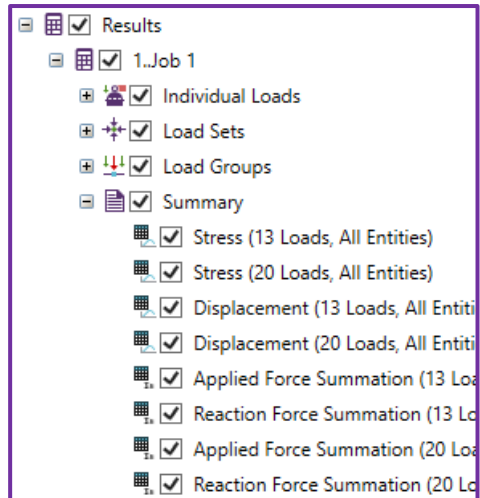 Results
1..Job 1
Individual Loads
Load Sets
Load Groups
Summary
Stress (13 Loads, All Entities)
Stress (20 Loads, All Entities)
Displacement (13 Loads, All Entiti
Displacement (20 Loads, All Entiti
Applied Force Summation (13 Loa
Reaction Force Summation (13 Lo
Applied Force Summation (20 Loa
Reaction Force Summation (20 Lo